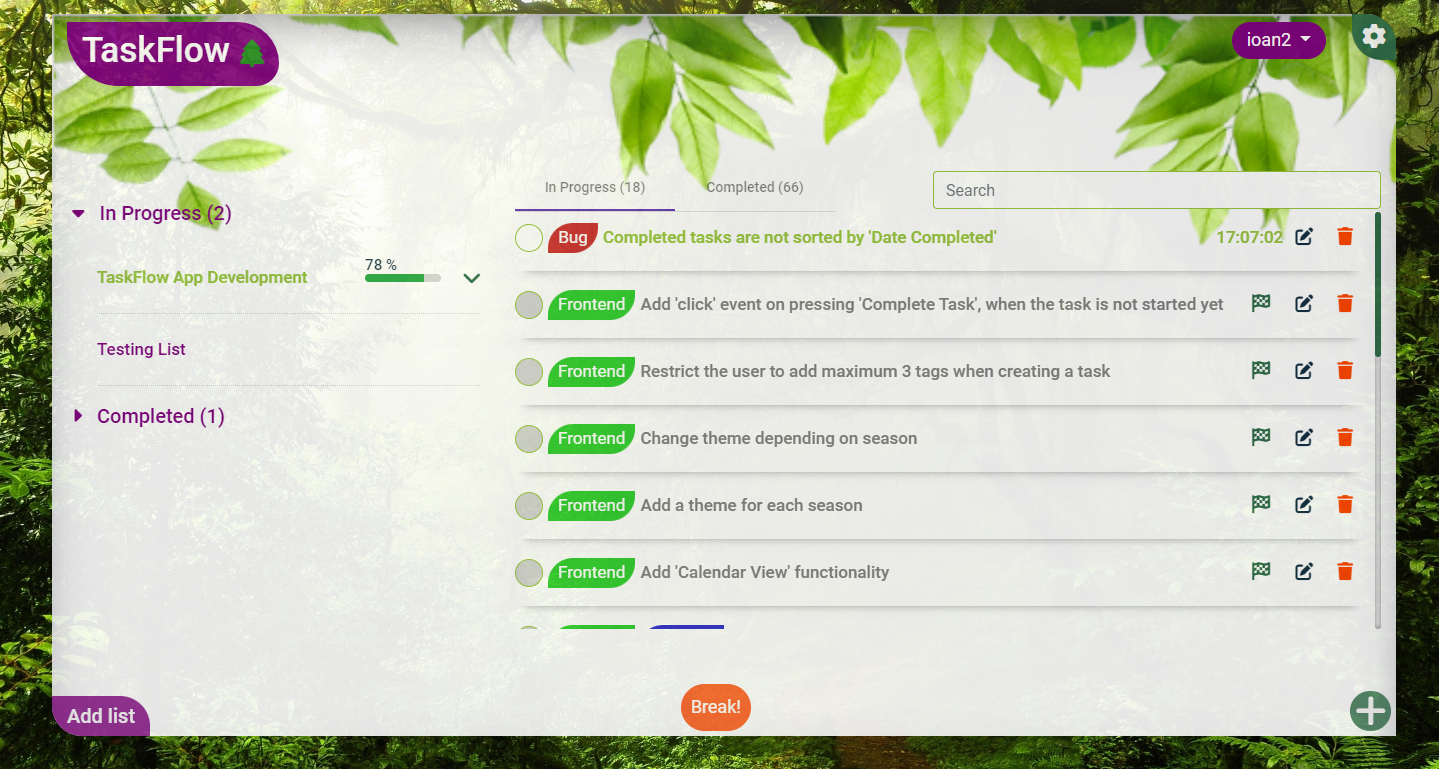 TaskFlow
ioan2
In Progress (18)
Completed (66)
Search
In Progress (2)
TaskFlow App Development
78 %
Testing List
Completed (1)
Bug Completed tasks are not sorted by 'Date Completed' 17:07:02
Frontend Add 'click' event on pressing 'Complete Task', when the task is not started yet
Frontend Restrict the user to add maximum 3 tags when creating a task
Frontend Change theme depending on season
Frontend Add a theme for each season
Frontend Add 'Calendar View' functionality
Add list
Break!